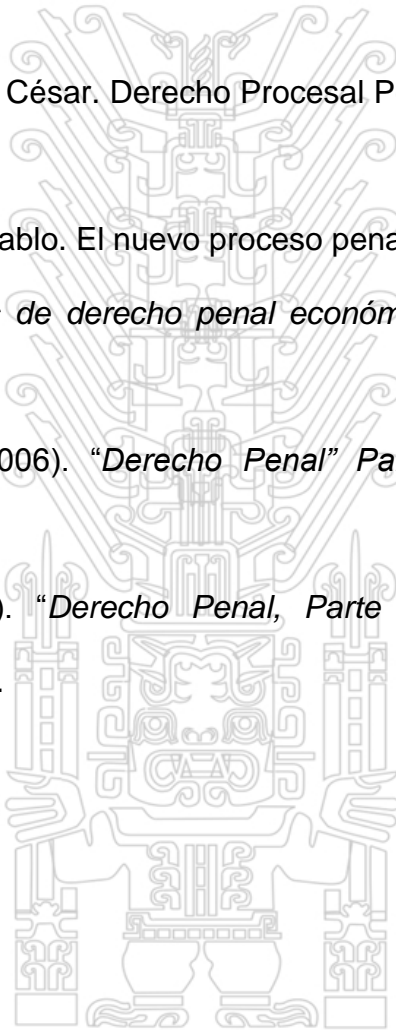 César. Derecho Procesal P
ablo. El nuevo proceso pena
de derecho penal económ
006). “Derecho Penal” Pa
). “Derecho Penal, Parte
.